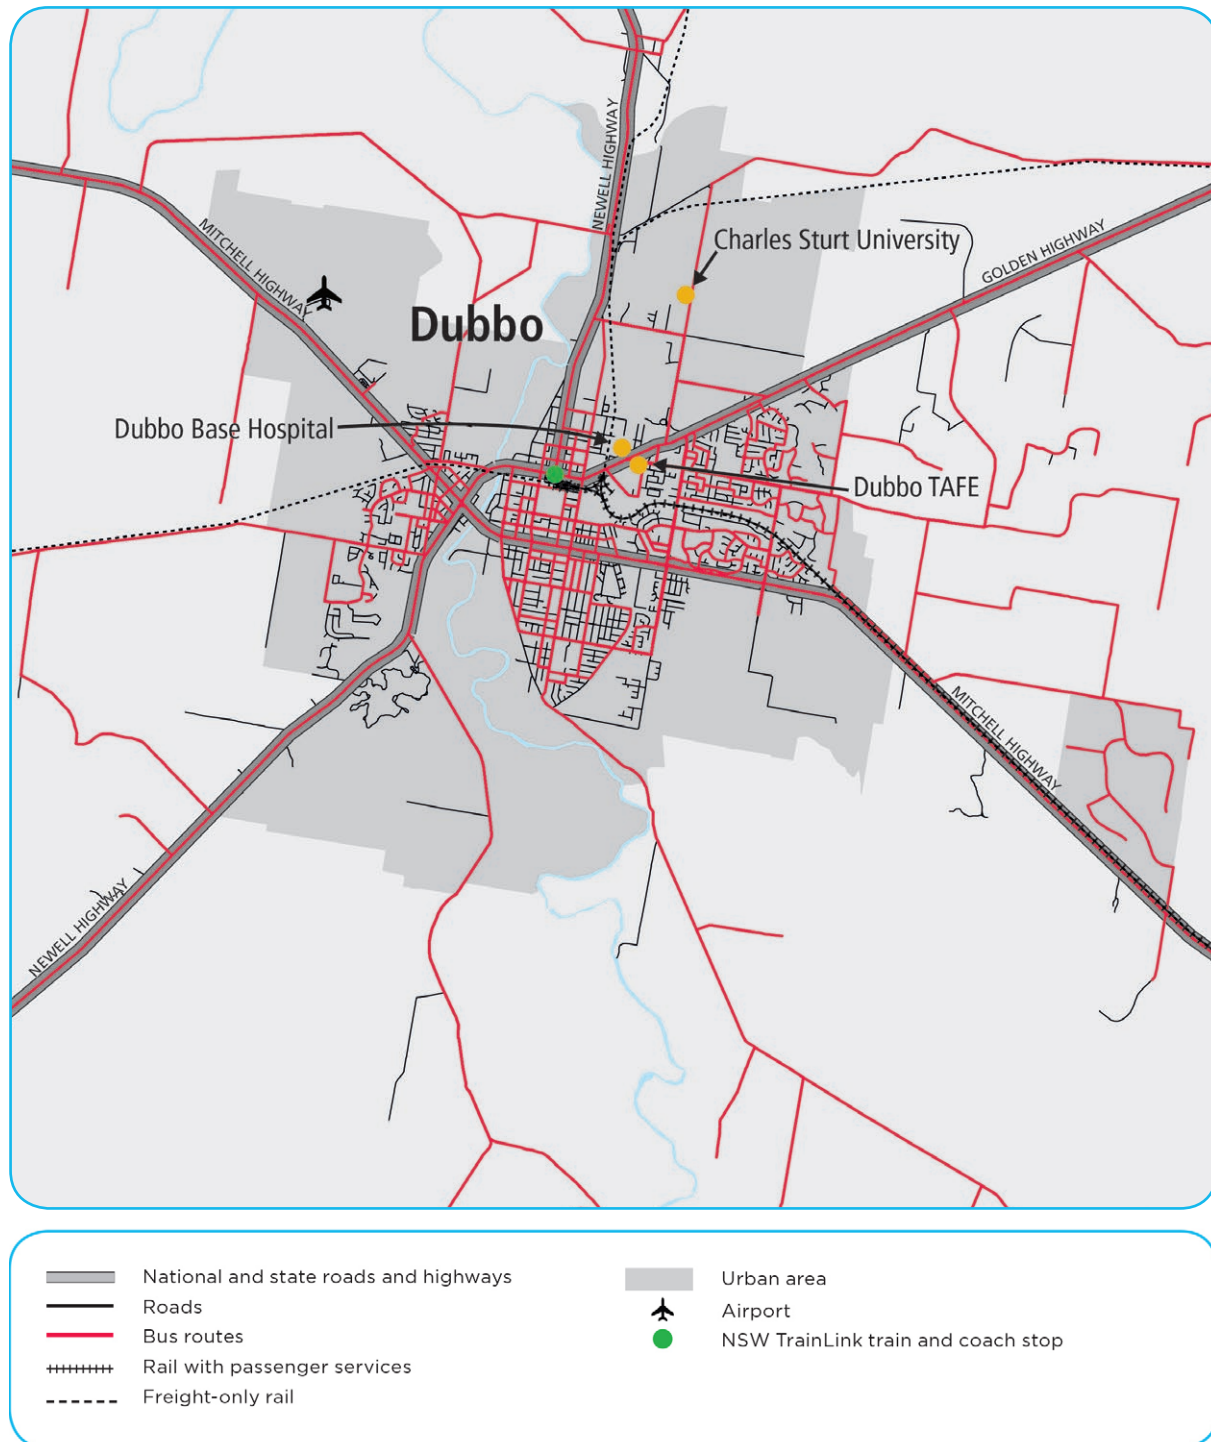 NEWELL HIGHWAY
MITCHELL HIGHWAY
Charles Sturt University
GOLDEN HIGHWAY
Dubbo
Dubbo Base Hospital
Dubbo TAFE
MITCHELL HIGHWAY
NEWELL HIGHWAY
National and state roads and highways
Roads
Bus routes
Rail with passenger services
Freight-only rail
Urban area
Airport
NSW TrainLink train and coach stop